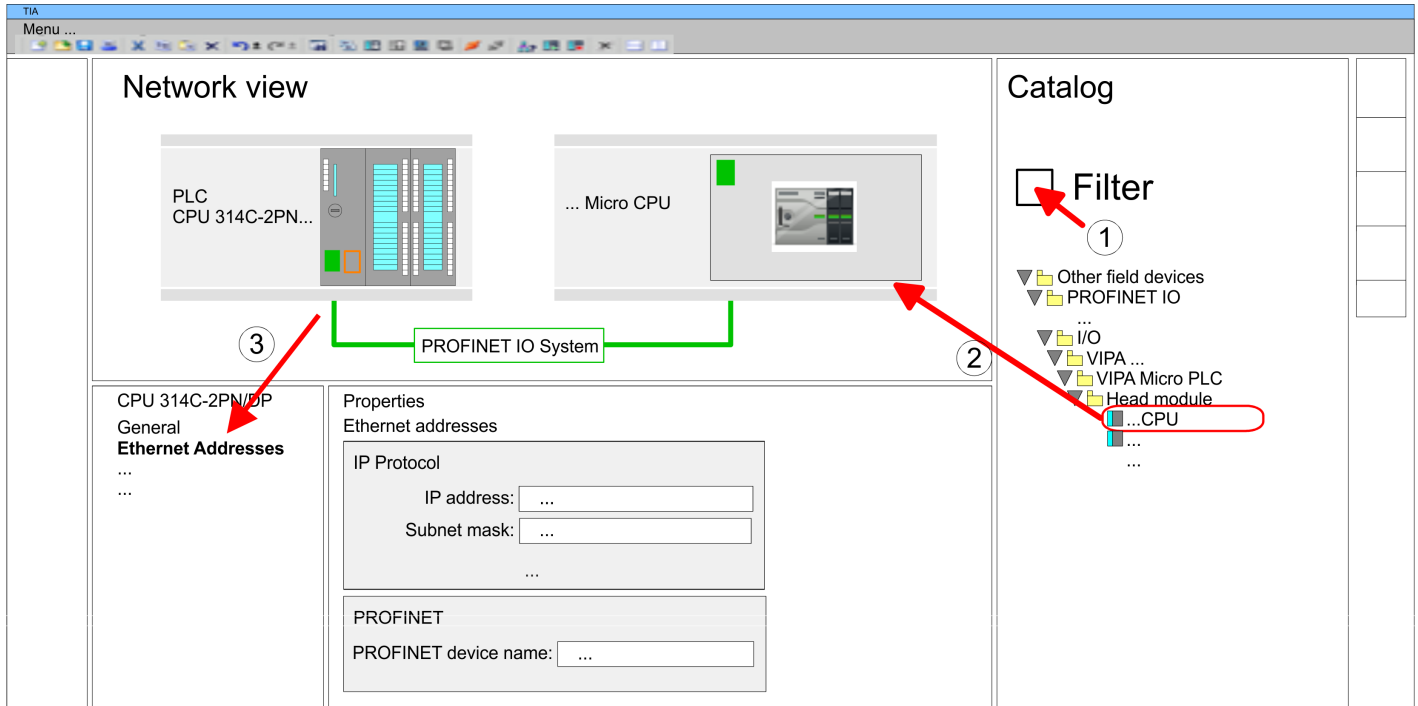 TIA
Menu ...
Network view
PLC
CPU 314C-2PN...
... Micro CPU
PROFINET IO System
3
2
Catalog
Filter
1
Other field devices
PROFINET IO
...
I/O
VIPA ...
VIPA Micro PLC
Head module
...CPU
...
...
CPU 314C-2PN/DP
General
Ethernet Addresses
...
...
Properties
Ethernet addresses
IP Protocol
IP address: ...
Subnet mask: ...
...
PROFINET
PROFINET device name: ...